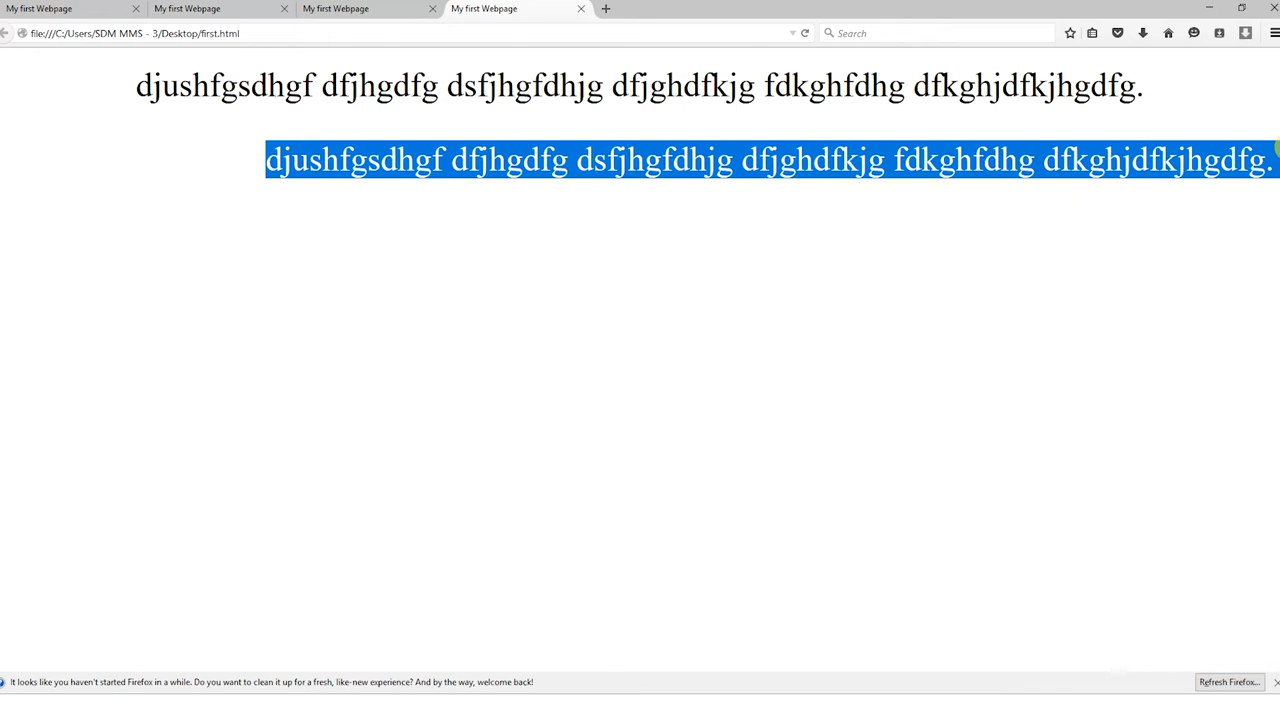 My first Webpage My first Webpage My first Webpage My first Webpage
file:///C:/Users/SDM MMS - 3/Desktop/first.html Search
djushfgsdhgf dfjhgdfg dsfjhgfdhjg dfjghdfkjg fdkghfdhg dfkghjdfkjhgdfg.
djushfgsdhgf dfjhgdfg dsfjhgfdhjg dfjghdfkjg fdkghfdhg dfkghjdfkjhgdfg.
It looks like you haven't started Firefox in a while. Do you want to clean it up for a fresh, like-new experience? And by the way, welcome back! Refresh Firefox...